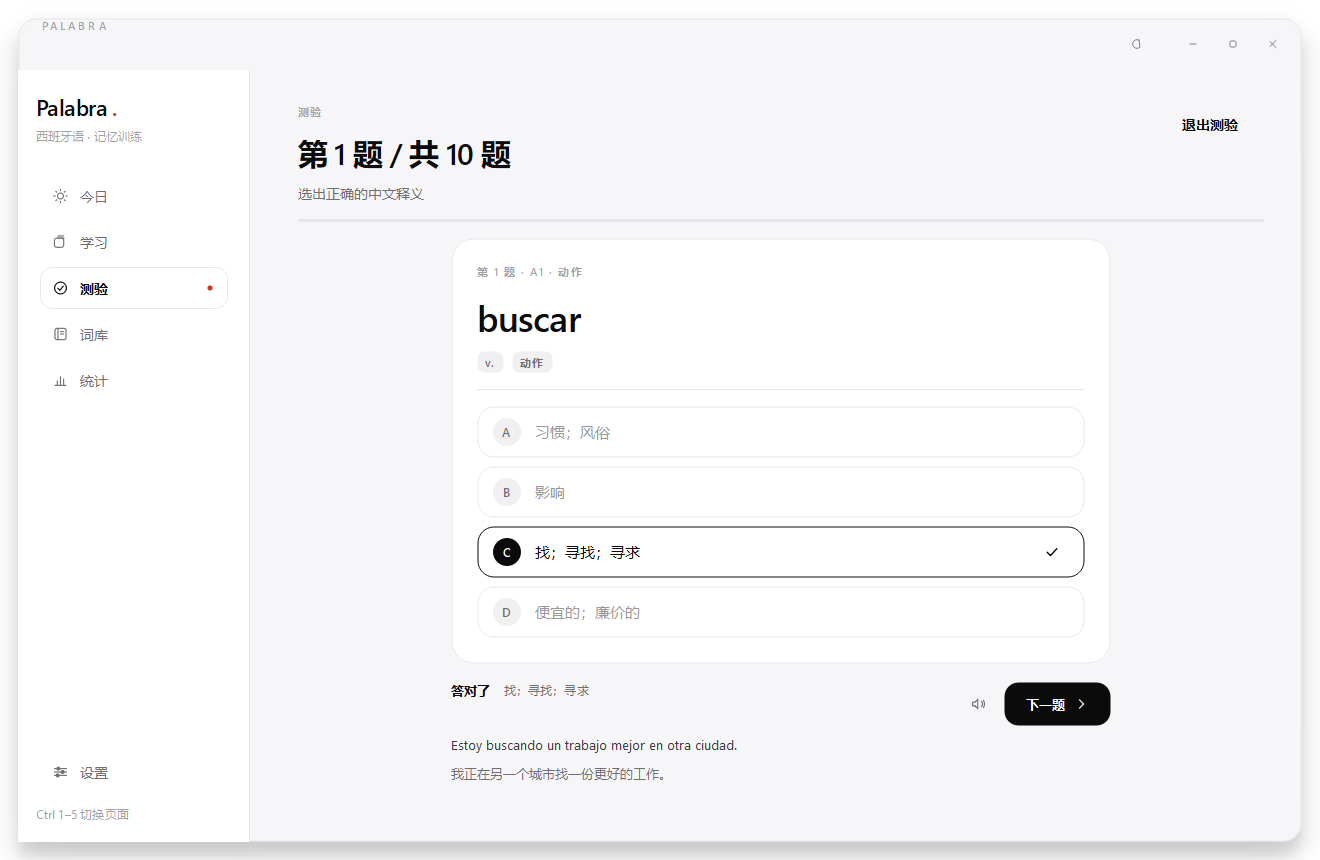 PALABRA
Palabra .
西班牙语 · 记忆训练
今日
学习
测验
词库
统计
设置
Ctrl 1–5 切换页面
测验
退出测验
第 1 题 / 共 10 题
选出正确的中文释义
第 1 题 · A1 · 动作
buscar
v. 动作
A 习惯；风俗
B 影响
C 找；寻找；寻求
D 便宜的；廉价的
答对了 找；寻找；寻求
下一题
Estoy buscando un trabajo mejor en otra ciudad.
我正在另一个城市找一份更好的工作。